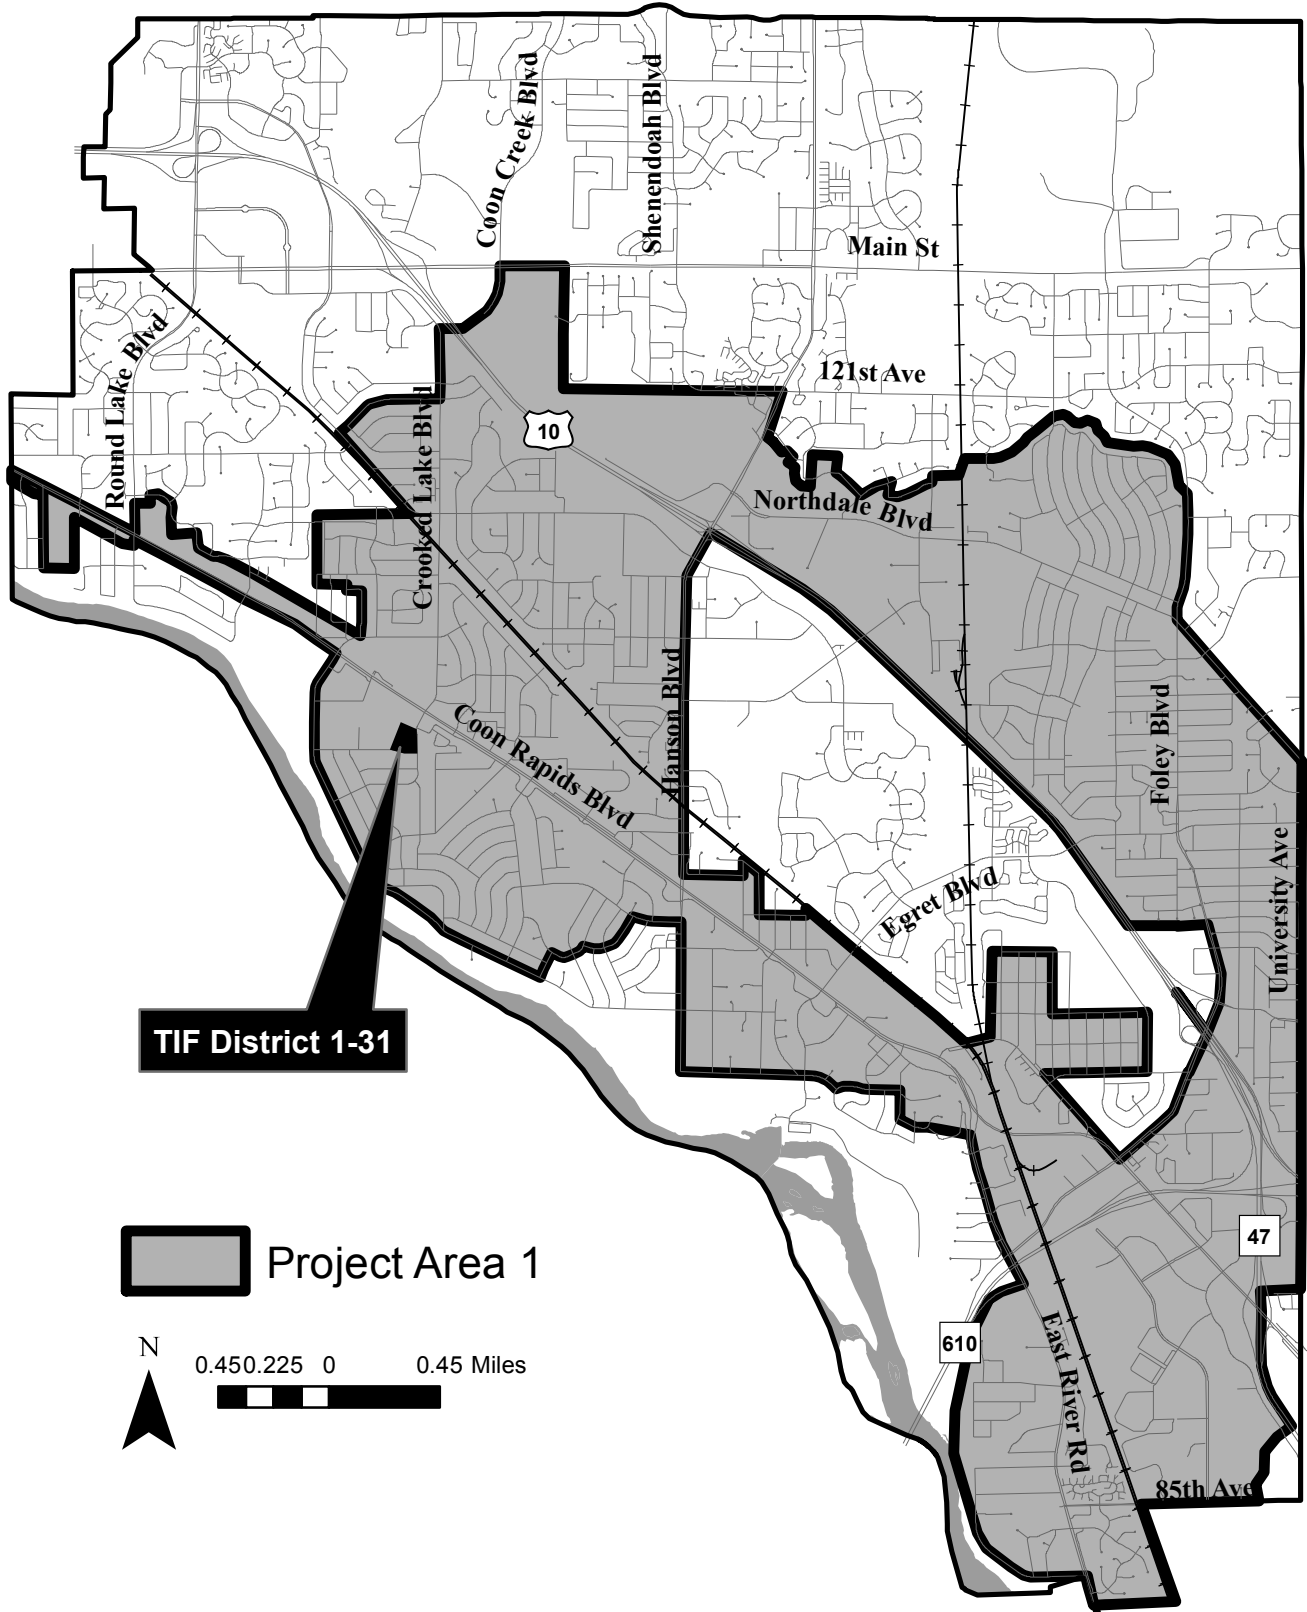 Coon Creek Blvd
Shenendoah Blvd
Main St
Round Lake Blvd
121st Ave
Crooked Lake Blvd
10
Northdale Blvd
Hanson Blvd
Foley Blvd
Coon Rapids Blvd
University Ave
Egret Blvd
TIF District 1-31
Project Area 1
47
610
East River Rd
N
0.45 0.225 0 0.45 Miles
85th Ave